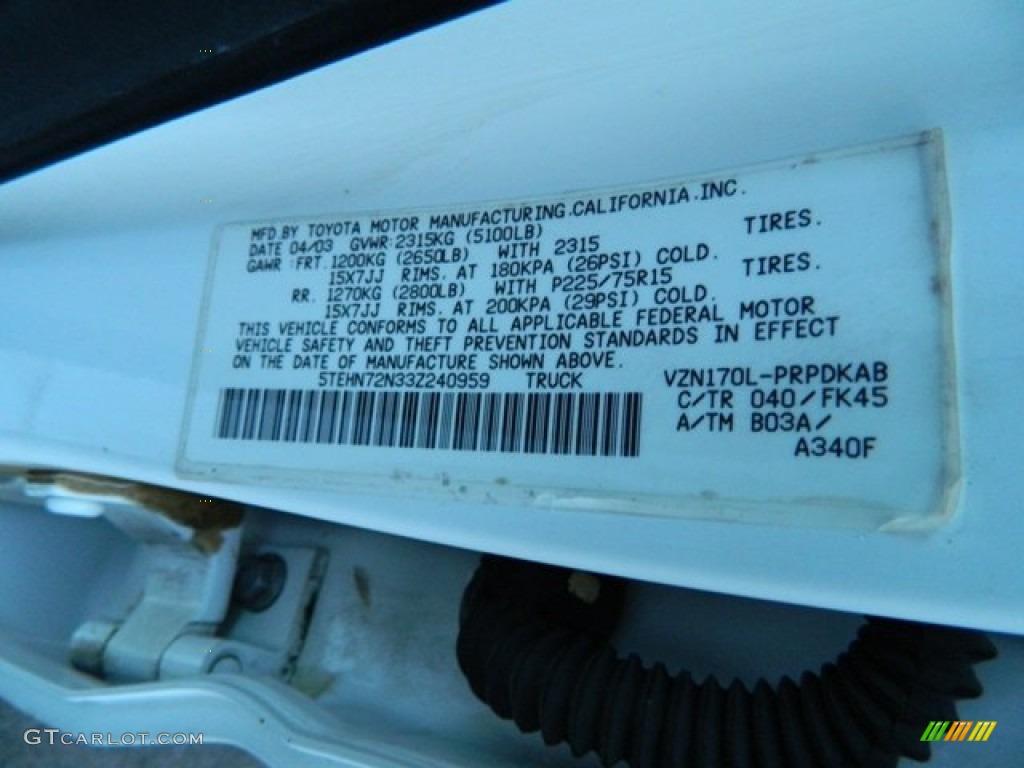 MFD.BY TOYOTA MOTOR MANUFACTURING.CALIFORNIA.INC.
DATE 04/03 GVWR:2315KG (5100LB)
GAWR :FRT.1200KG (2650LB) WITH 2315 TIRES.
15X7JJ RIMS. AT 180KPA (26PSI) COLD.
RR. 1270KG (2800LB) WITH P225/75R15 TIRES.
15X7JJ RIMS. AT 200KPA (29PSI) COLD.
THIS VEHICLE CONFORMS TO ALL APPLICABLE FEDERAL MOTOR
VEHICLE SAFETY AND THEFT PREVENTION STANDARDS IN EFFECT
ON THE DATE OF MANUFACTURE SHOWN ABOVE.
5TEHN72N33Z240959 TRUCK
VZN170L-PRPDKAB
C/TR 040/FK45
A/TM B03A/
A340F
GTCARLOT.COM